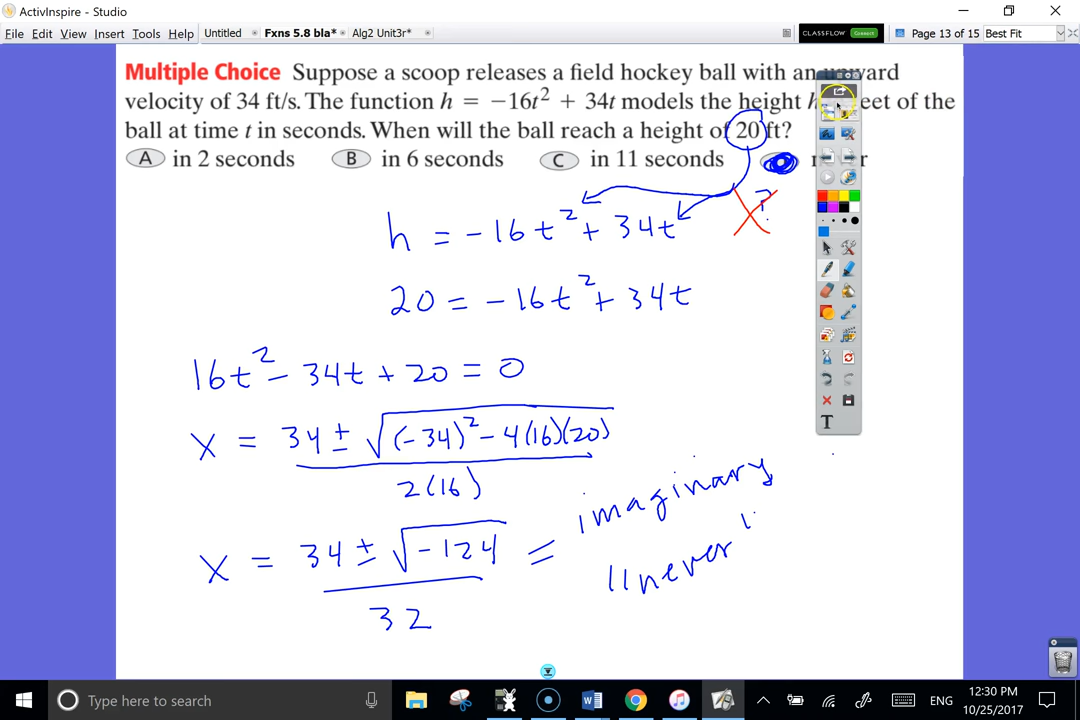 ActivInspire - Studio
File Edit View Insert Tools Help Untitled Fxns 5.8 bla* Alg2 Unit3r* CLASSFLOW Connect Page 13 of 15 Best Fit
Multiple Choice Suppose a scoop releases a field hockey ball with an upward
velocity of 34 ft/s. The function h = −16t² + 34t models the height h feet of the
ball at time t in seconds. When will the ball reach a height of 20 ft?
A in 2 seconds B in 6 seconds C in 11 seconds
h = -16t² + 34t
?
20 = -16t² + 34t
16t² - 34t + 20 = 0
x = 34 ± √(-34)² - 4(16)(20)
2(16)
imaginary
x = 34 ± √-124 =
32
"never"
T
Type here to search
ENG
12:30 PM
10/25/2017